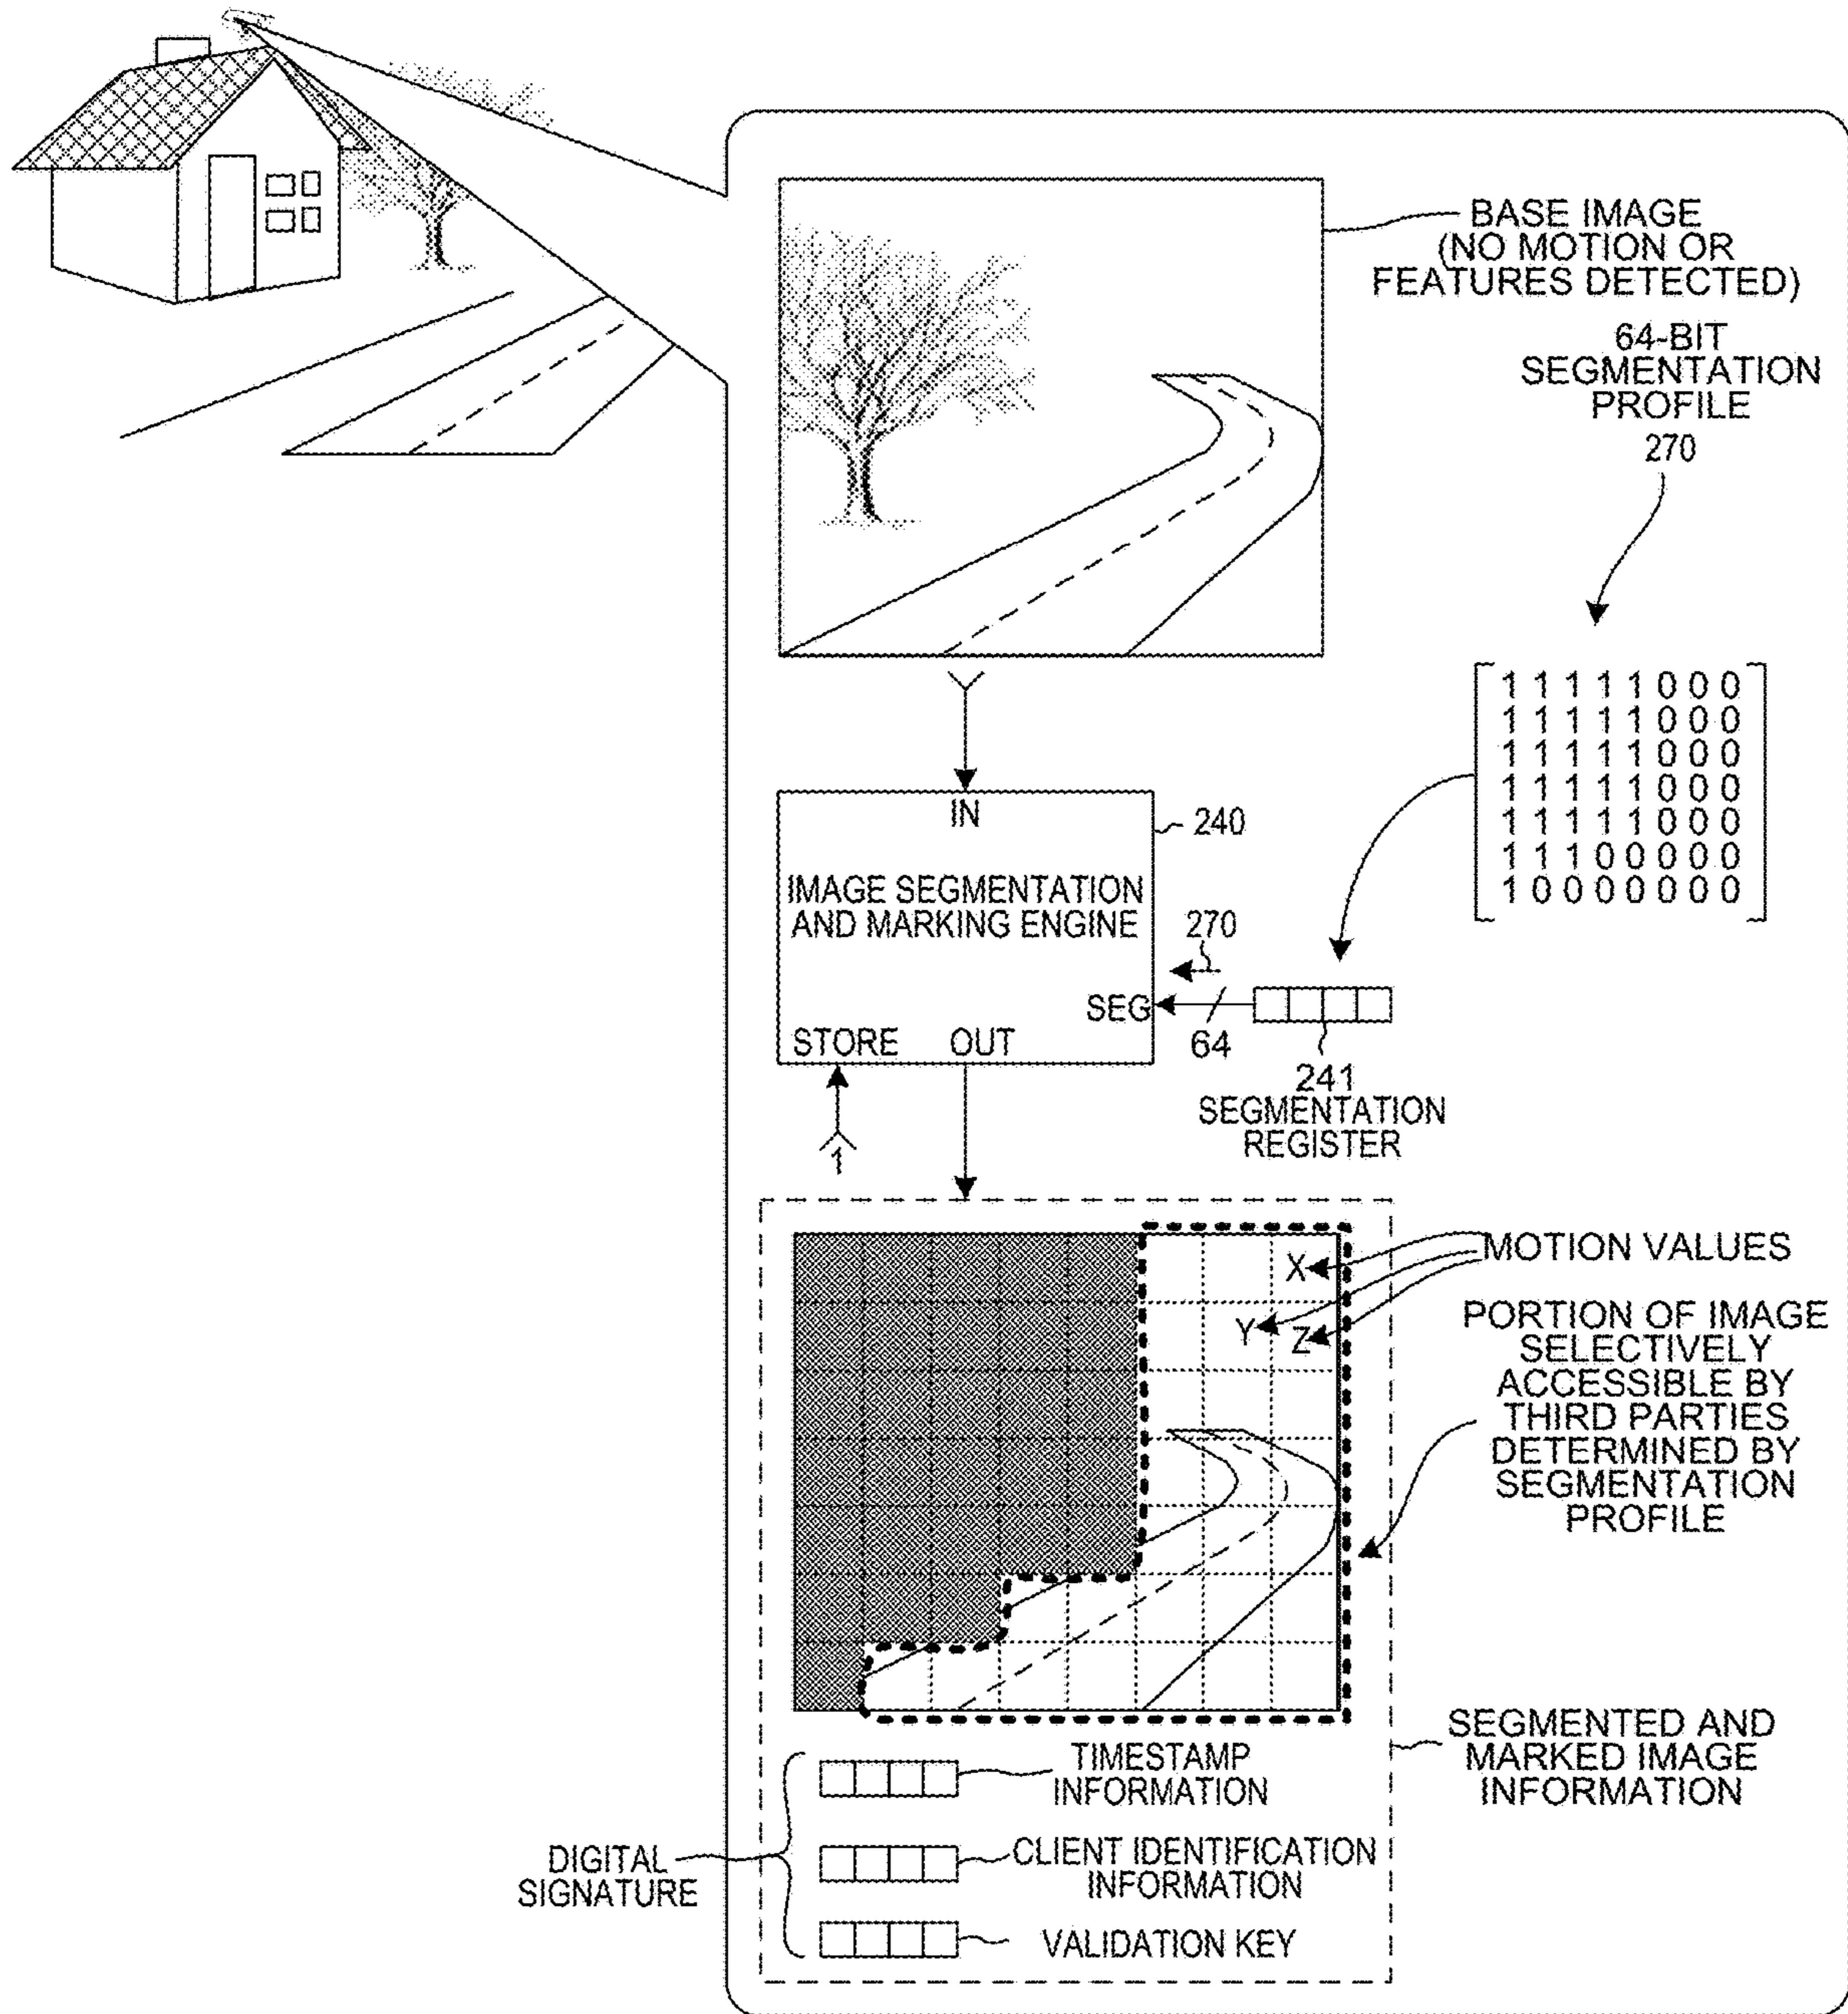 BASE IMAGE
(NO MOTION OR
FEATURES DETECTED)
64-BIT
SEGMENTATION
PROFILE
270
1 1 1 1 1 0 0 0
1 1 1 1 1 0 0 0
1 1 1 1 1 0 0 0
1 1 1 1 1 0 0 0
1 1 1 1 1 0 0 0
1 1 1 0 0 0 0 0
1 0 0 0 0 0 0 0
IN
240
IMAGE SEGMENTATION
AND MARKING ENGINE
270
SEG
64
STORE OUT
241
SEGMENTATION
REGISTER
1
X
Y
Z
MOTION VALUES
PORTION OF IMAGE
SELECTIVELY
ACCESSIBLE BY
THIRD PARTIES
DETERMINED BY
SEGMENTATION
PROFILE
SEGMENTED AND
MARKED IMAGE
INFORMATION
TIMESTAMP
INFORMATION
CLIENT IDENTIFICATION
INFORMATION
VALIDATION KEY
DIGITAL
SIGNATURE